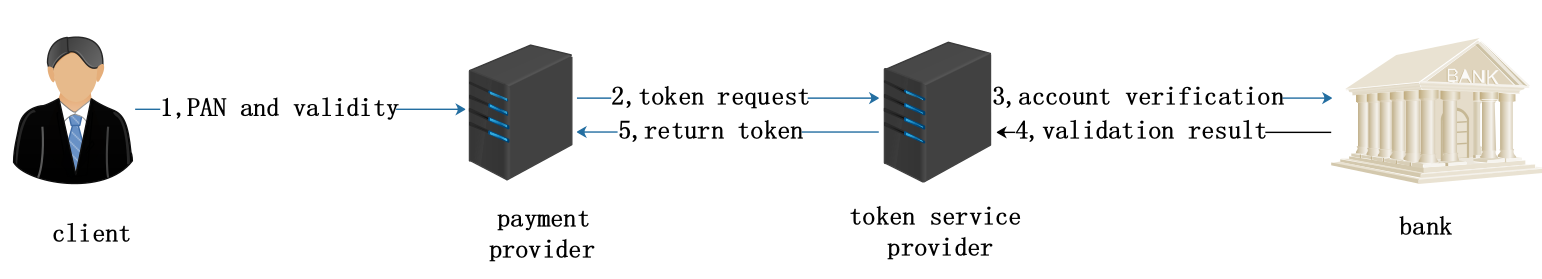 1,PAN and validity
2,token request
5,return token
3,account verification
4,validation result
BANK
client
payment
provider
token service
provider
bank